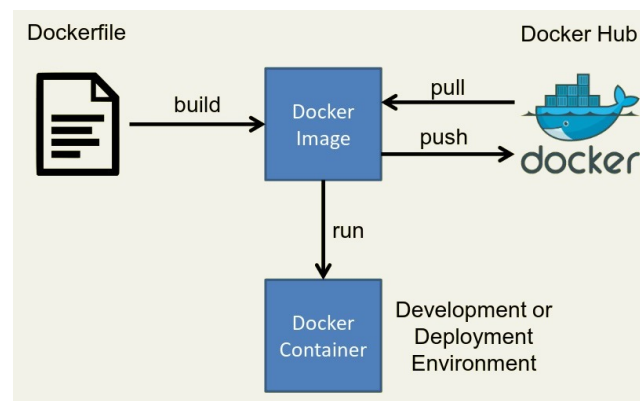 Dockerfile
Docker Hub
build
Docker
Image
pull
push
docker
run
Docker
Container
Development or
Deployment
Environment